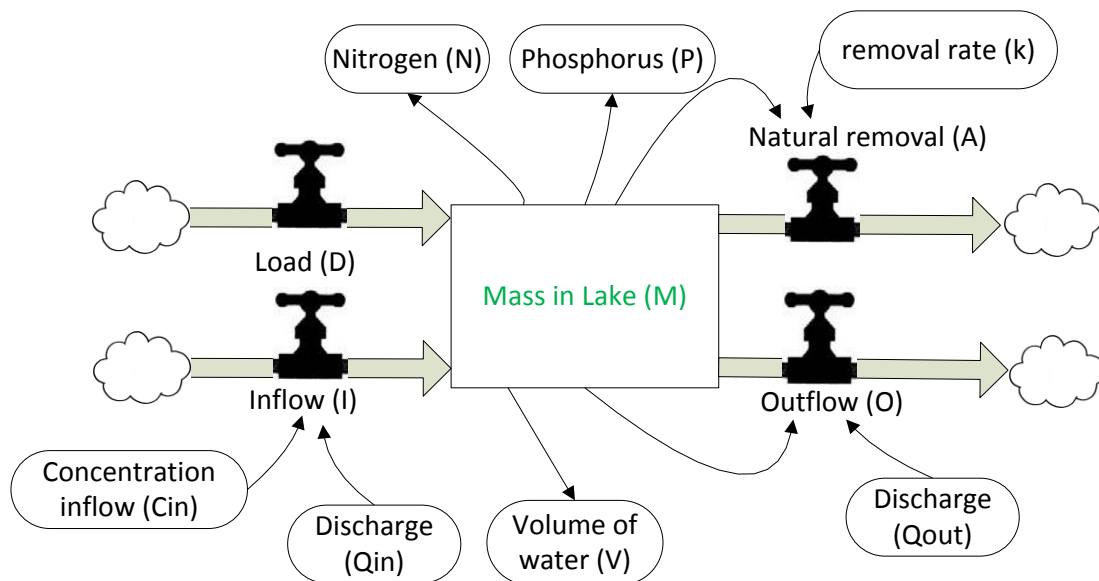 Nitrogen (N)
Phosphorus (P)
removal rate (k)
Natural removal (A)
Load (D)
Mass in Lake (M)
Inflow (I)
Outflow (O)
Concentration
inflow (Cin)
Discharge
(Qin)
Volume of
water (V)
Discharge
(Qout)